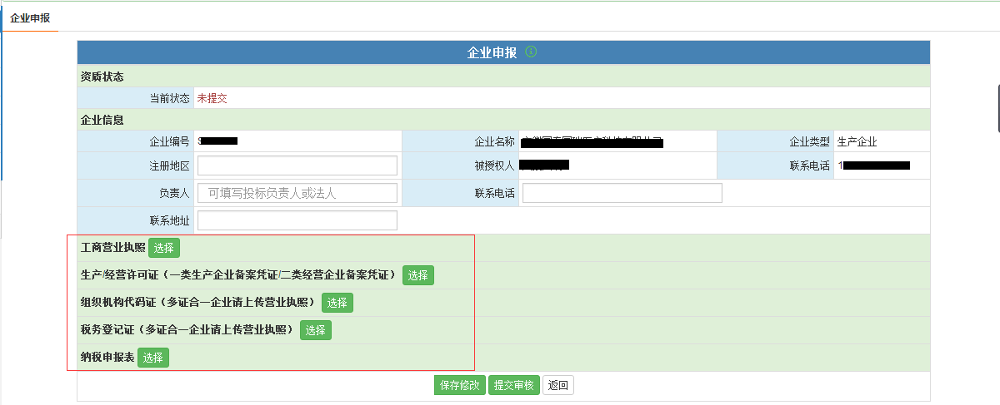 企业申报
企业申报
资质状态
当前状态 未提交
企业信息
企业编号 企业名称 企业类型 生产企业
注册地区 被授权人 联系电话 1
负责人 可填写投标负责人或法人 联系电话
联系地址
工商营业执照 选择
生产/经营许可证（一类生产企业备案凭证/二类经营企业备案凭证） 选择
组织机构代码证（多证合一企业请上传营业执照） 选择
税务登记证（多证合一企业请上传营业执照） 选择
纳税申报表 选择
保存修改 提交审核 返回